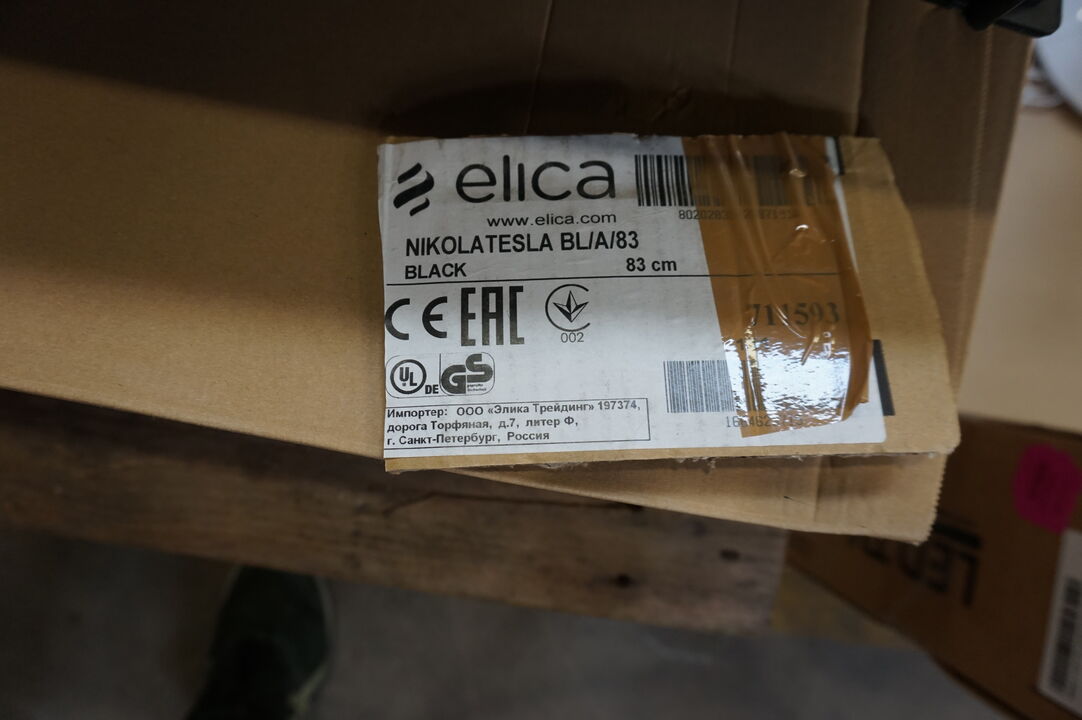 elica
www.elica.com
NIKOLATESLA BL/A/83
BLACK 83 cm
CE EAC
002
711593
UL DE GS
Импортер: ООО «Элика Трейдинг» 197374,
дорога Торфяная, д.7, литер Ф,
г. Санкт-Петербург, Россия
LED